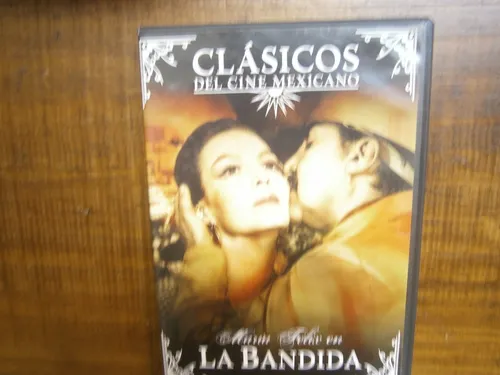 CLÁSICOS
DEL CINE MEXICANO
María Félix en
LA BANDIDA